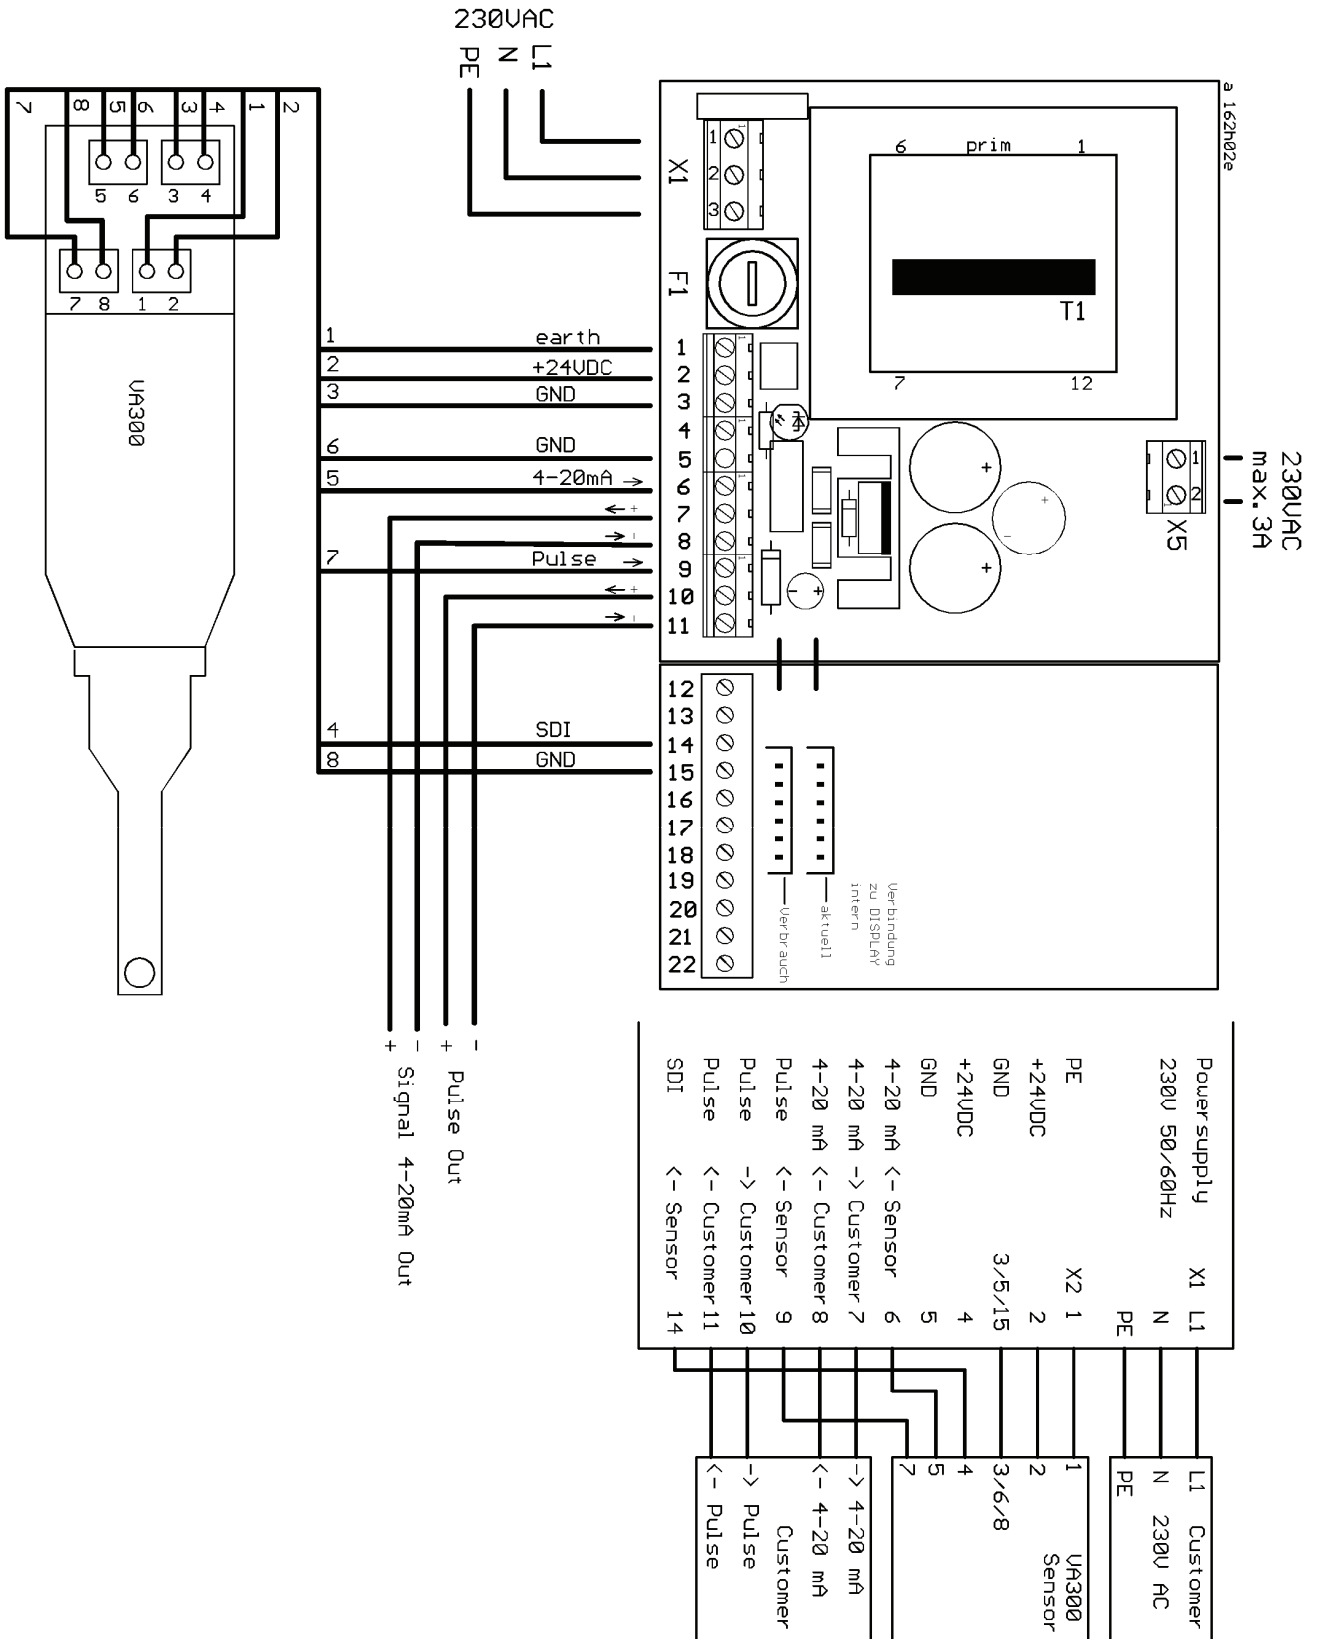 230VAC
PE
N
L1
a 162h02e
X1
1
2
3
6 prim 1
T1
7 12
F1
7
8
5
6
3
4
1
2
5 6 3 4
7 8 1 2
VA300
1 earth
2 +24VDC
3 GND
6 GND
5 4-20mA →
← +
→ -
7 Pulse →
← +
→ -
4 SDI
8 GND
1
2
3
4
5
6
7
8
9
10
11
+
+
+
-
- +
1
2
X5
230VAC
max.3A
12
13
14
15
16
17
18
19
20
21
22
Verbindung
zu DISPLAY
intern
aktuell
Verbrauch
+ - + -
Pulse Out
Signal 4-20mA Out
Powersupply X1 L1
230V 50/60Hz N
PE
PE X2 1
+24VDC 2
GND 3/5/15
+24VDC 4
GND 5
4-20 mA <- Sensor 6
4-20 mA -> Customer 7
4-20 mA <- Customer 8
Pulse <- Sensor 9
Pulse -> Customer 10
Pulse <- Customer 11
SDI <- Sensor 14
L1 Customer
N 230V AC
PE
1 VA300
Sensor
2
3/6/8
4
5
7
-> 4-20 mA
<- 4-20 mA
Customer
-> Pulse
<- Pulse